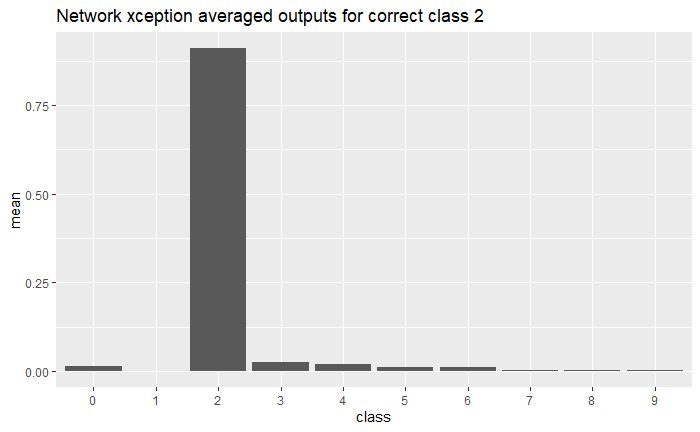 Network xception averaged outputs for correct class 2
mean
0.75
0.50
0.25
0.00
0 1 2 3 4 5 6 7 8 9
class